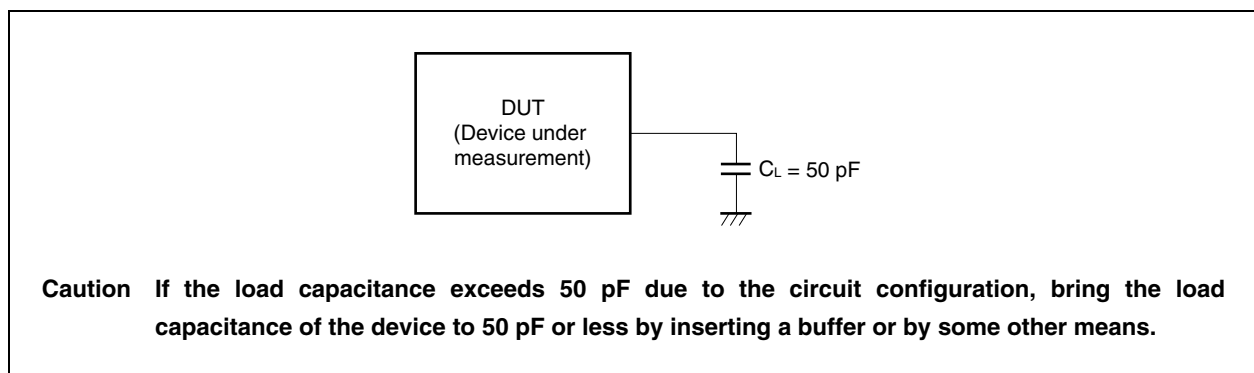 DUT
(Device under
measurement)
CL = 50 pF
Caution If the load capacitance exceeds 50 pF due to the circuit configuration, bring the load
capacitance of the device to 50 pF or less by inserting a buffer or by some other means.